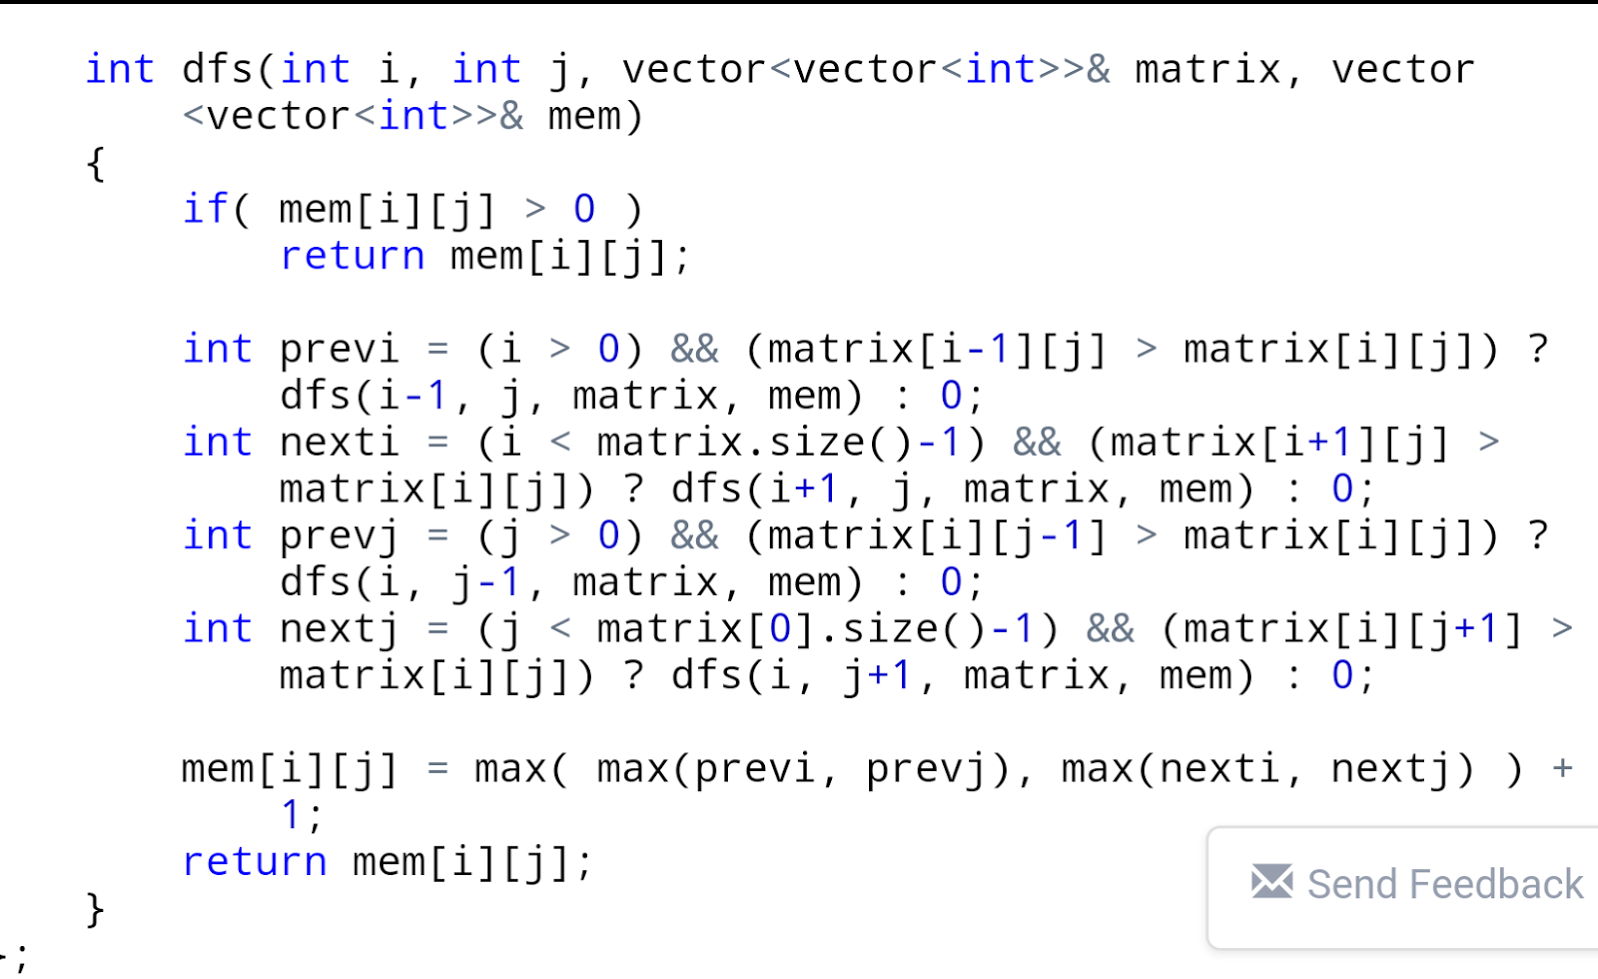 int dfs(int i, int j, vector<vector<int>>& matrix, vector
<vector<int>>& mem)
{
if( mem[i][j] > 0 )
return mem[i][j];
int previ = (i > 0) && (matrix[i-1][j] > matrix[i][j]) ?
dfs(i-1, j, matrix, mem) : 0;
int nexti = (i < matrix.size()-1) && (matrix[i+1][j] >
matrix[i][j]) ? dfs(i+1, j, matrix, mem) : 0;
int prevj = (j > 0) && (matrix[i][j-1] > matrix[i][j]) ?
dfs(i, j-1, matrix, mem) : 0;
int nextj = (j < matrix[0].size()-1) && (matrix[i][j+1] >
matrix[i][j]) ? dfs(i, j+1, matrix, mem) : 0;
mem[i][j] = max( max(previ, prevj), max(nexti, nextj) ) +
1;
return mem[i][j];
}
};
Send Feedback